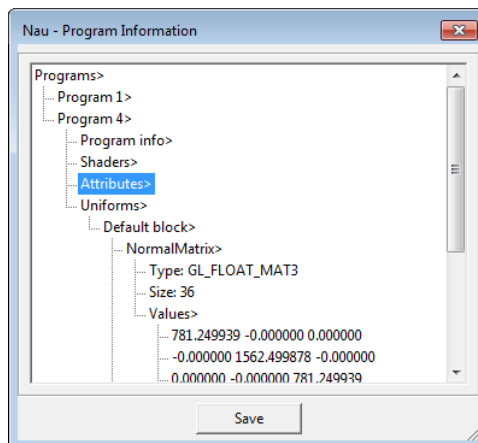 Nau - Program Information
Programs>
Program 1>
Program 4>
Program info>
Shaders>
Attributes>
Uniforms>
Default block>
NormalMatrix>
Type: GL_FLOAT_MAT3
Size: 36
Values>
781.249939 -0.000000 0.000000
-0.000000 1562.499878 -0.000000
0.000000 -0.000000 781.249939
Save